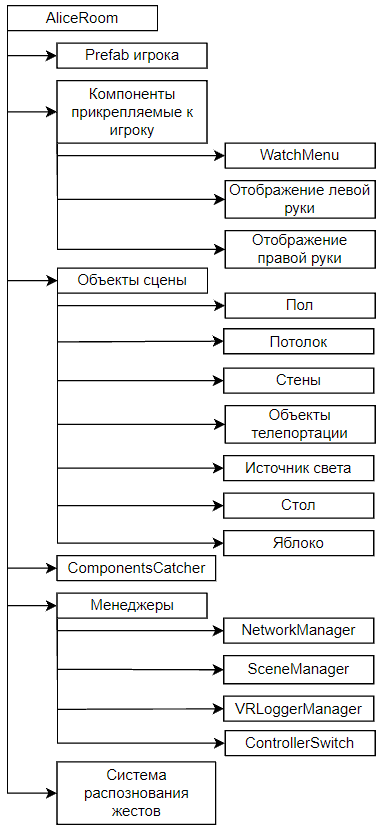 AliceRoom
Prefab игрока
Компоненты
прикрепляемые к
игроку
WatchMenu
Отображение левой
руки
Отображение
правой руки
Объекты сцены
Пол
Потолок
Стены
Объекты
телепортации
Источник света
Стол
Яблоко
ComponentsCatcher
Менеджеры
NetworkManager
SceneManager
VRLoggerManager
ControllerSwitch
Система
распознования
жестов